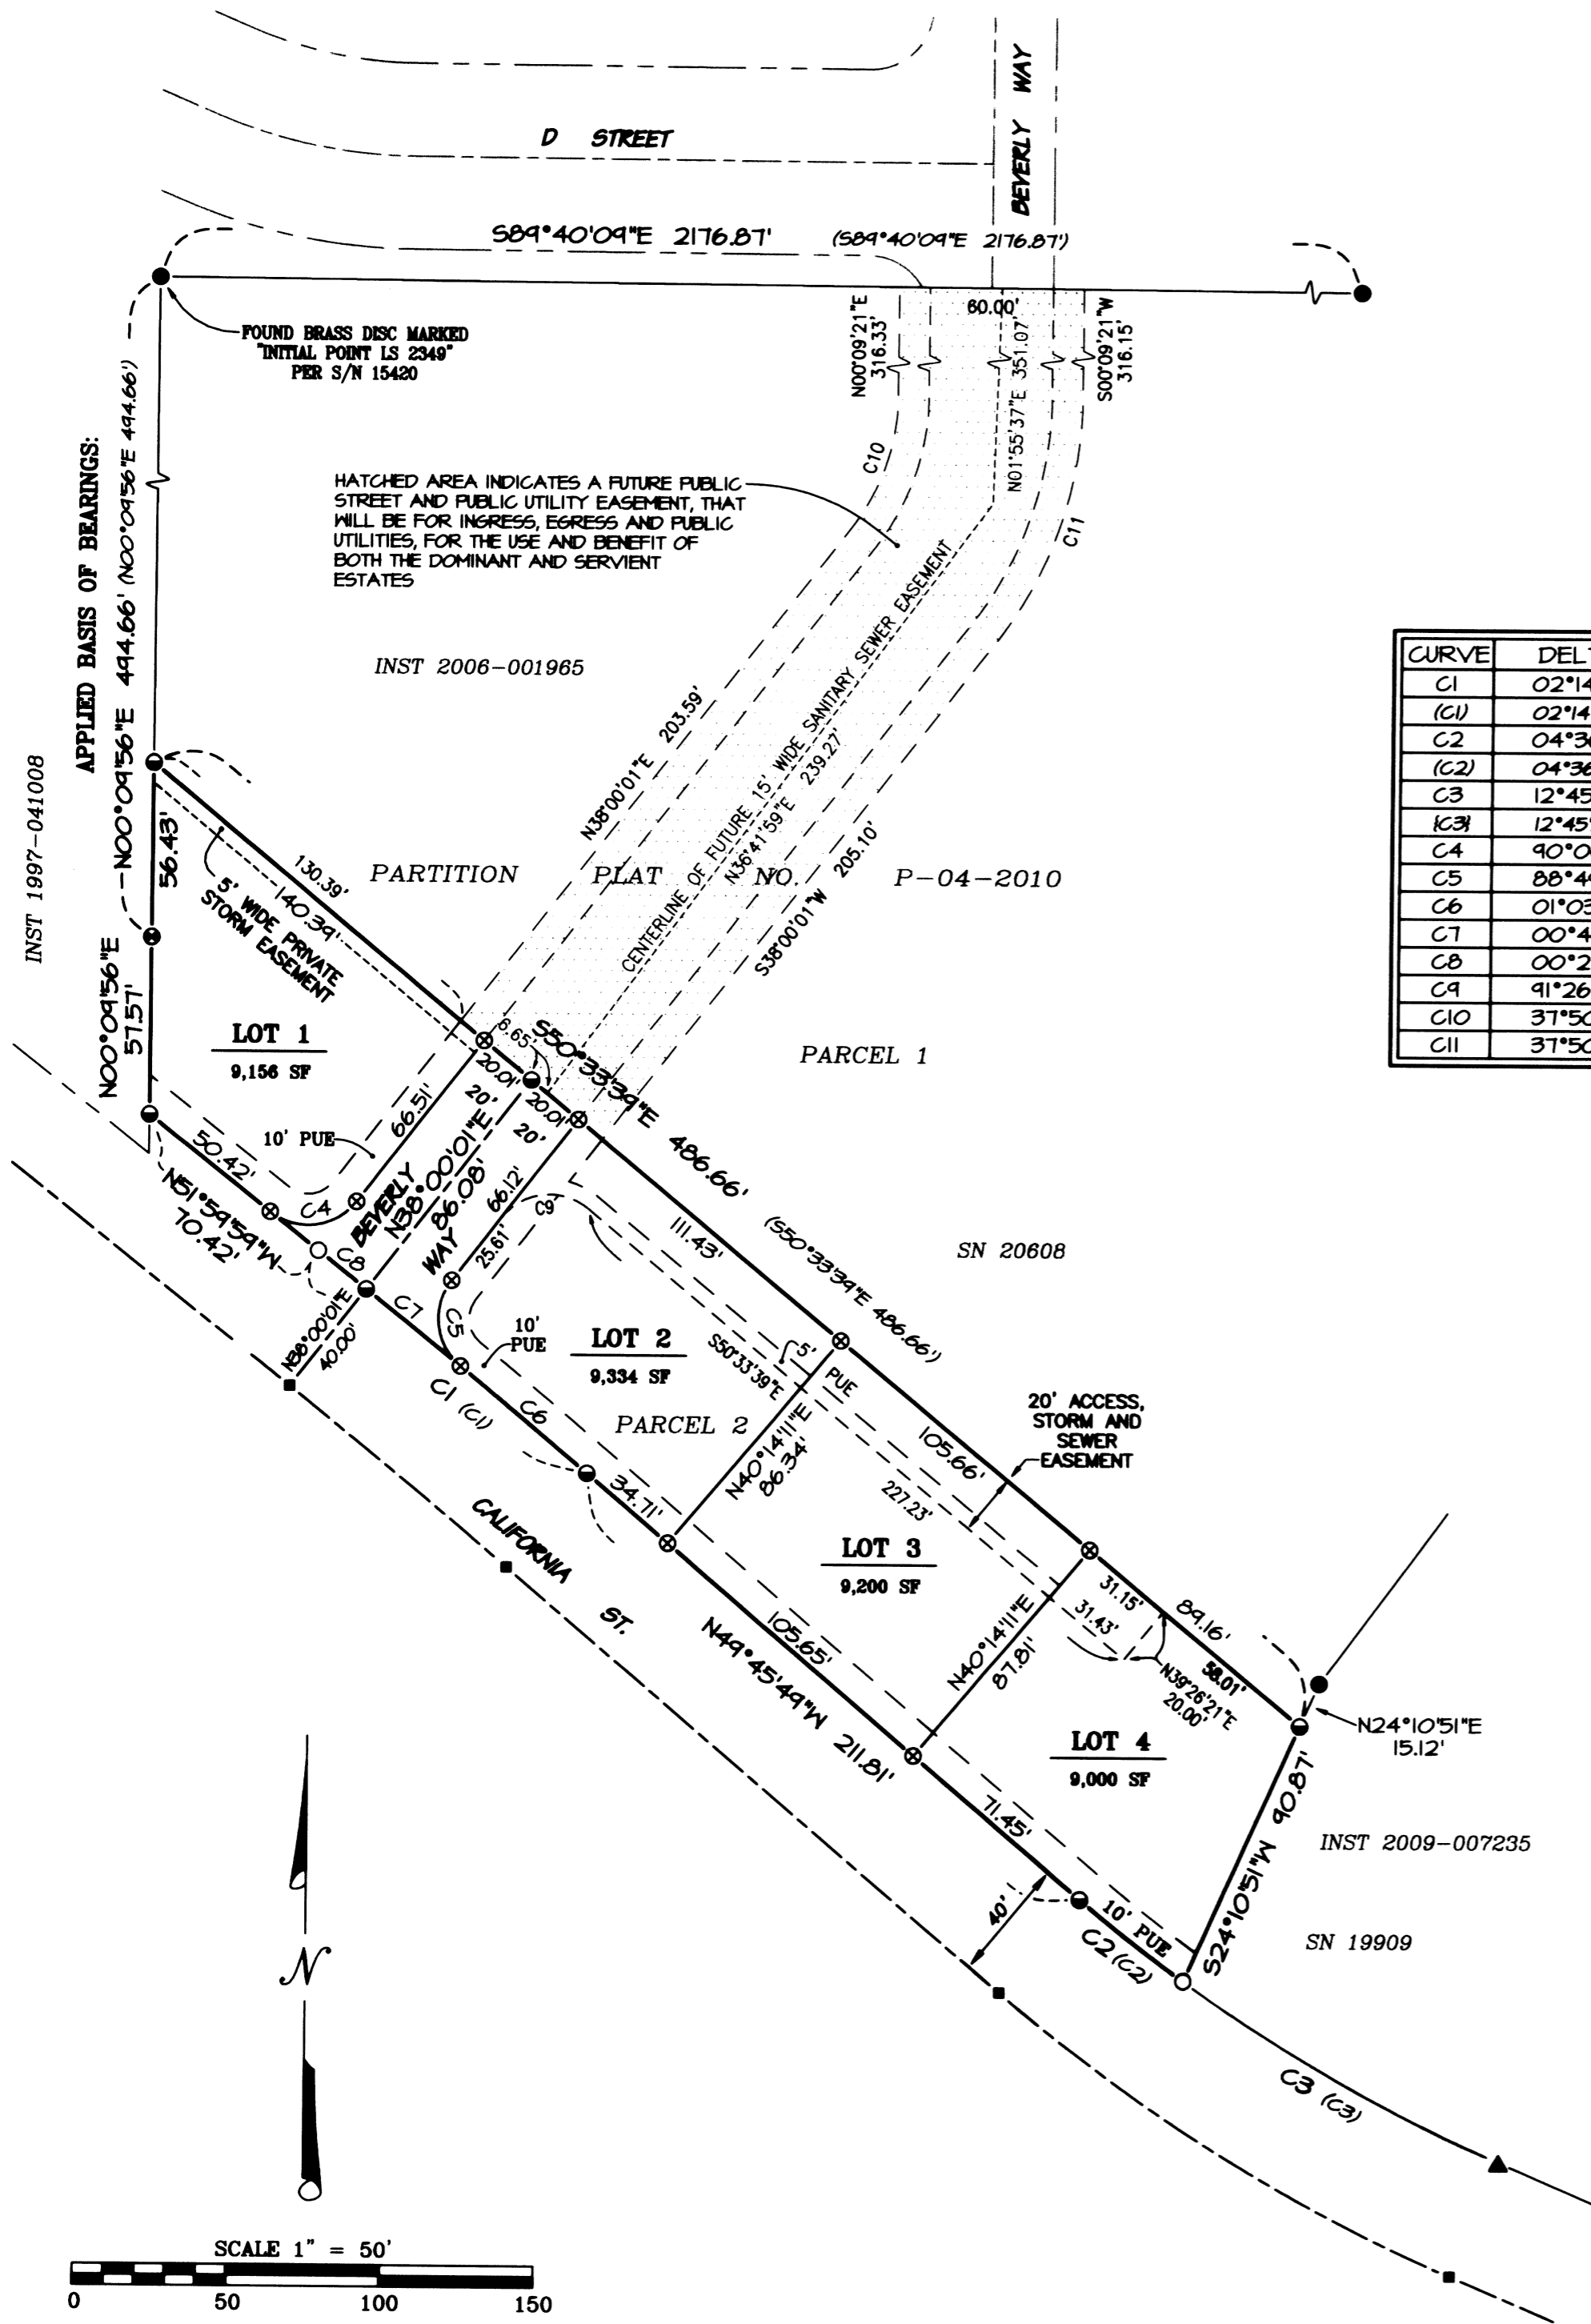 BEVERLY WAY
D STREET
S89°40'09"E 2176.87'
(S89°40'09"E 2176.87')
60.00'
FOUND BRASS DISC MARKED
"INITIAL POINT LS 2349"
PER S/N 15420
N00°09'21"E
316.33'
N01°55'37"E 351.07'
S00°09'21"W
316.15'
APPLIED BASIS OF BEARINGS:
N00°09'56"E 494.66' (N00°09'56"E 494.66')
C10
C11
HATCHED AREA INDICATES A FUTURE PUBLIC
STREET AND PUBLIC UTILITY EASEMENT, THAT
WILL BE FOR INGRESS, EGRESS AND PUBLIC
UTILITIES, FOR THE USE AND BENEFIT OF
BOTH THE DOMINANT AND SERVIENT
ESTATES
INST 2006-001965
N38°00'01"E 203.59'
CENTERLINE OF FUTURE 15' WIDE SANITARY SEWER EASEMENT
N36°41'59"E 239.27'
S38°00'01"W 205.10'
CURVE
C1 02°14
(C1) 02°14
C2
(C2)
C3 12°45
(C3) 12°45
C4
C5
C6 01°03
C7
C8
C9 91°26
C10
C11
INST 1997-041008
56.43'
130.39'
140.39'
5' WIDE PRIVATE
STORM EASEMENT
PARTITION PLAT NO. P-04-2010
N00°09'56"E
57.57'
LOT 1
9,156 SF
6.65'
20.01'
20'
20.01'
20'
S50°33'39"E 486.66'
(S50°33'39"E 486.66')
PARCEL 1
10' PUE
66.51'
50.42'
N51°59'59"W
70.42'
C4
BEVERLY
WAY
N38°00'01"E
86.08'
66.12'
25.61'
C9
C8
C7
C5
N38°00'01"E
40.00'
111.43'
SN 20608
10'
PUE
LOT 2
9,334 SF
S50°33'39"E
5'
PUE
C1 (C1)
C6
PARCEL 2
N40°14'11"E
86.34'
34.71'
20' ACCESS,
STORM AND
SEWER
EASEMENT
105.66'
227.23'
CALIFORNIA
ST.
LOT 3
9,200 SF
105.65'
N49°45'49"W 211.81'
N40°14'11"E
87.81'
31.15'
31.43'
89.16'
58.01'
N39°26'21"E
20.00'
N24°10'51"E
15.12'
LOT 4
9,000 SF
71.45'
S24°10'51"W 90.87'
INST 2009-007235
40'
10' PUE
C2 (C2)
SN 19909
C3 (C3)
N
SCALE 1" = 50'
0 50 100 150